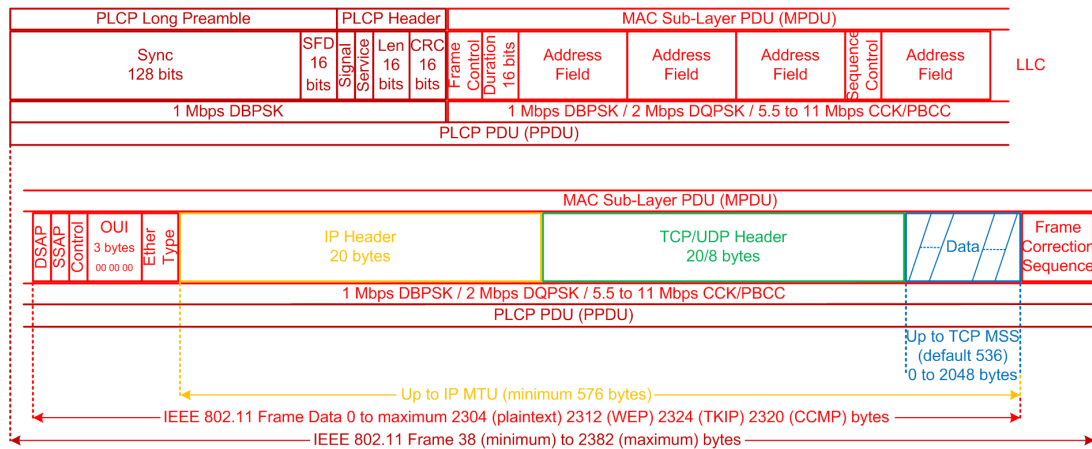 PLCP Long Preamble
PLCP Header
MAC Sub-Layer PDU (MPDU)
Sync
128 bits
SFD
16
bits
Signal
Service
Len
16
bits
CRC
16
bits
Frame
Control
Duration
16 bits
Address
Field
Address
Field
Address
Field
Sequence
Control
Address
Field
LLC
1 Mbps DBPSK
1 Mbps DBPSK / 2 Mbps DQPSK / 5.5 to 11 Mbps CCK/PBCC
PLCP PDU (PPDU)
MAC Sub-Layer PDU (MPDU)
DSAP
SSAP
Control
OUI
3 bytes
00 00 00
Ether
Type
IP Header
20 bytes
TCP/UDP Header
20/8 bytes
Data
Frame
Correction
Sequence
1 Mbps DBPSK / 2 Mbps DQPSK / 5.5 to 11 Mbps CCK/PBCC
PLCP PDU (PPDU)
Up to TCP MSS
(default 536)
0 to 2048 bytes
Up to IP MTU (minimum 576 bytes)
IEEE 802.11 Frame Data 0 to maximum 2304 (plaintext) 2312 (WEP) 2324 (TKIP) 2320 (CCMP) bytes
IEEE 802.11 Frame 38 (minimum) to 2382 (maximum) bytes